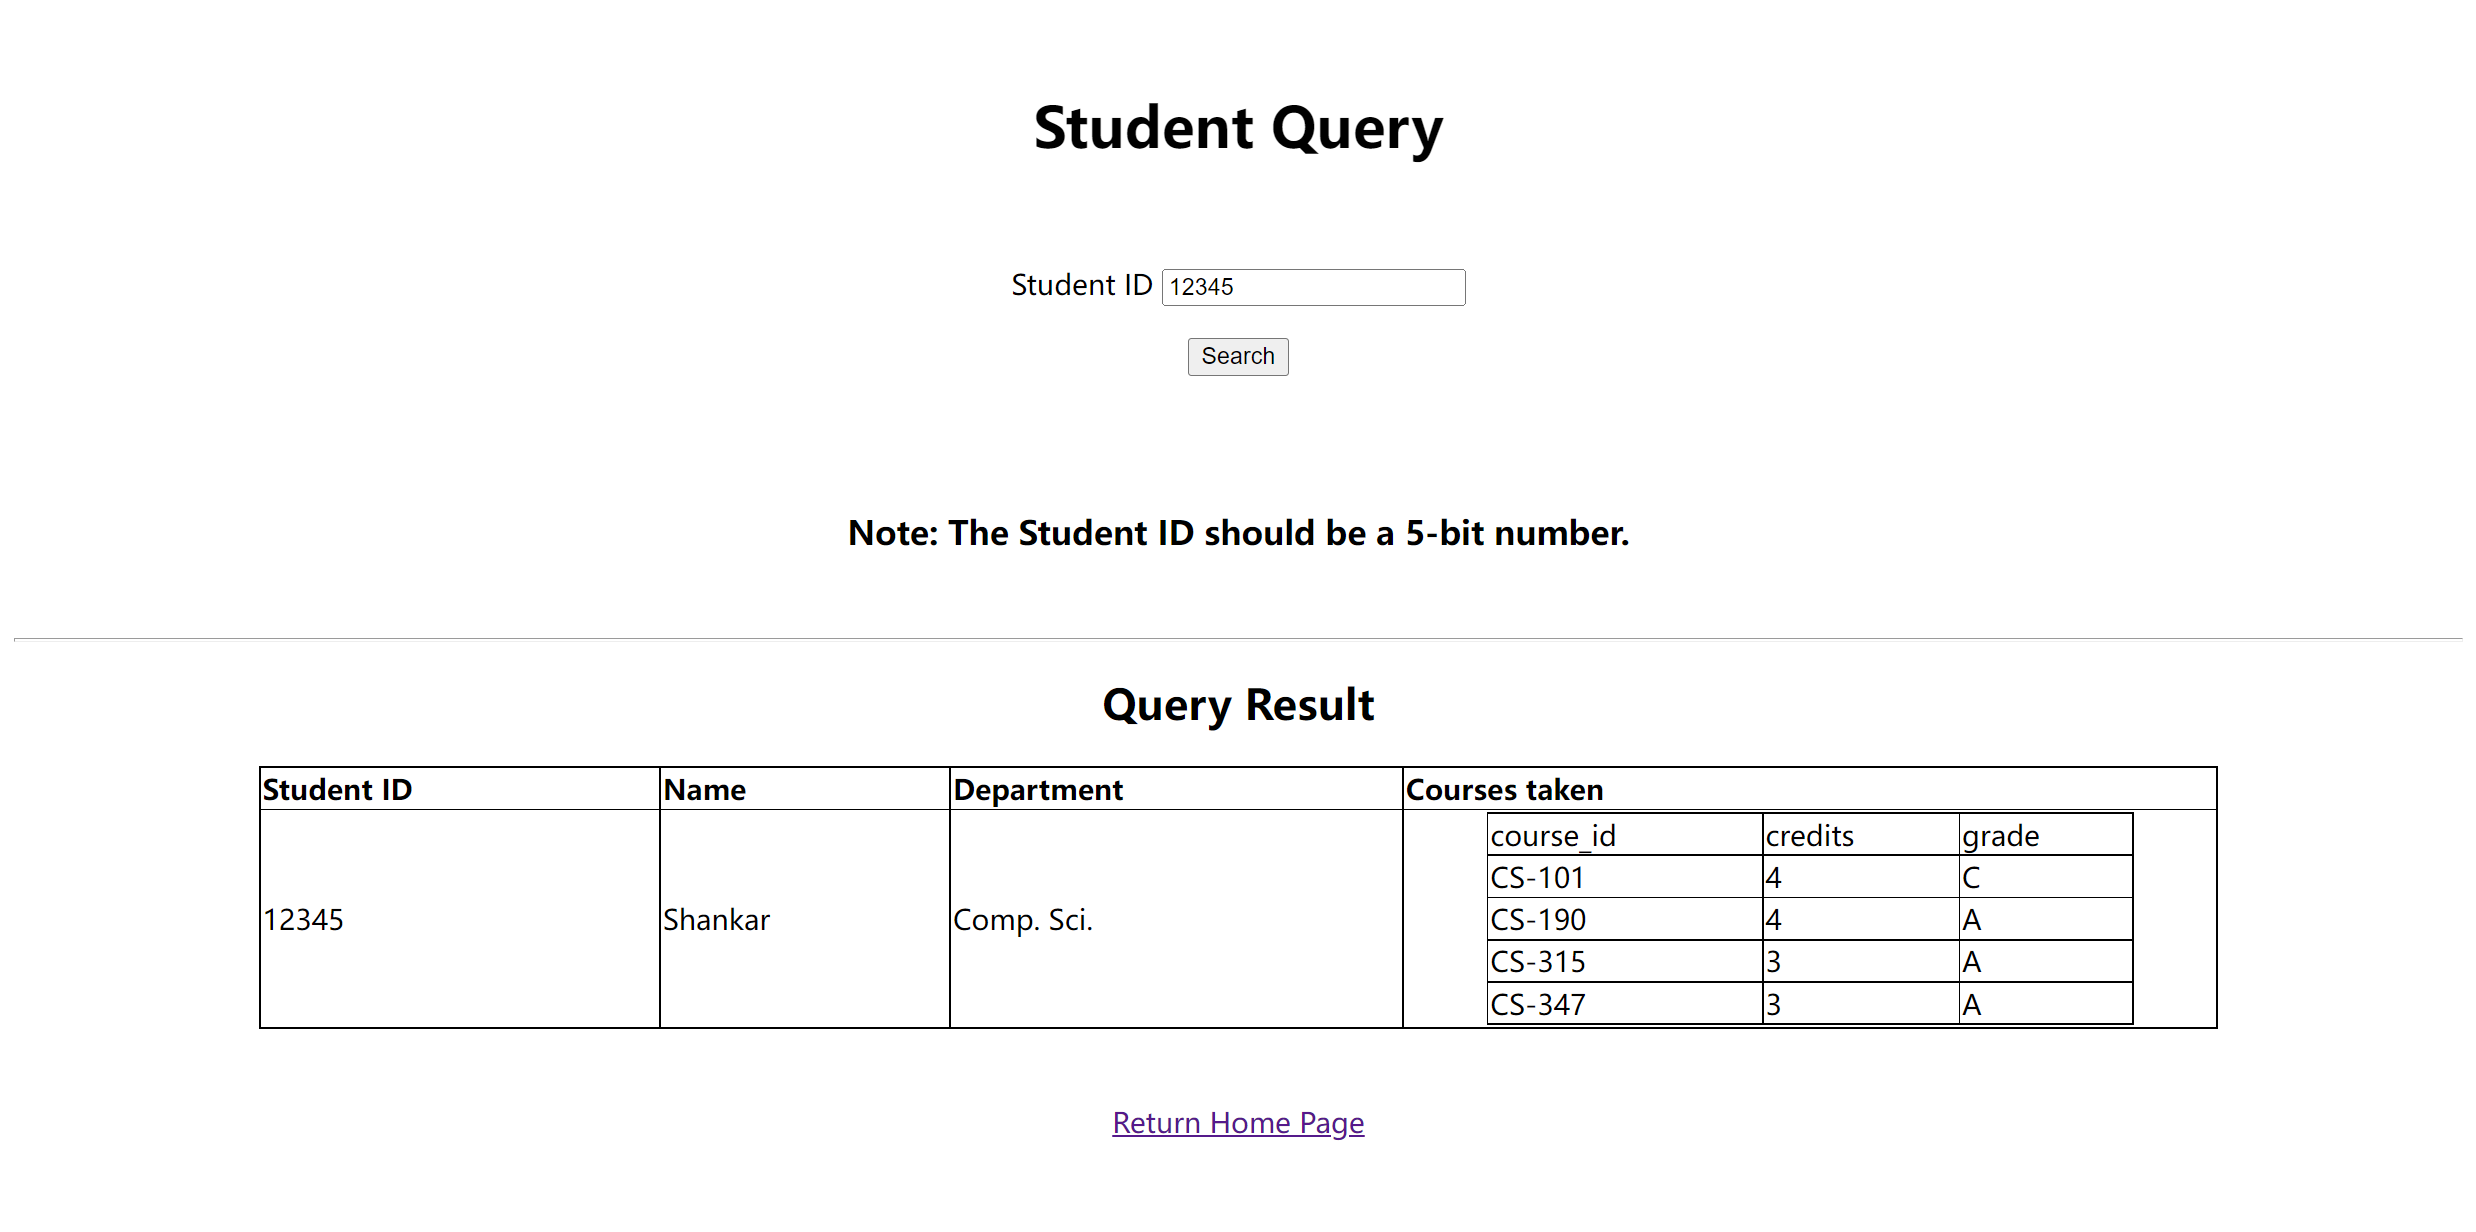 Student Query
Student ID 12345
Search
Note: The Student ID should be a 5-bit number.
Query Result
Student ID Name Department Courses taken
12345 Shankar Comp. Sci.
course_id credits grade
CS-101 4 C
CS-190 4 A
CS-315 3 A
CS-347 3 A
Return Home Page